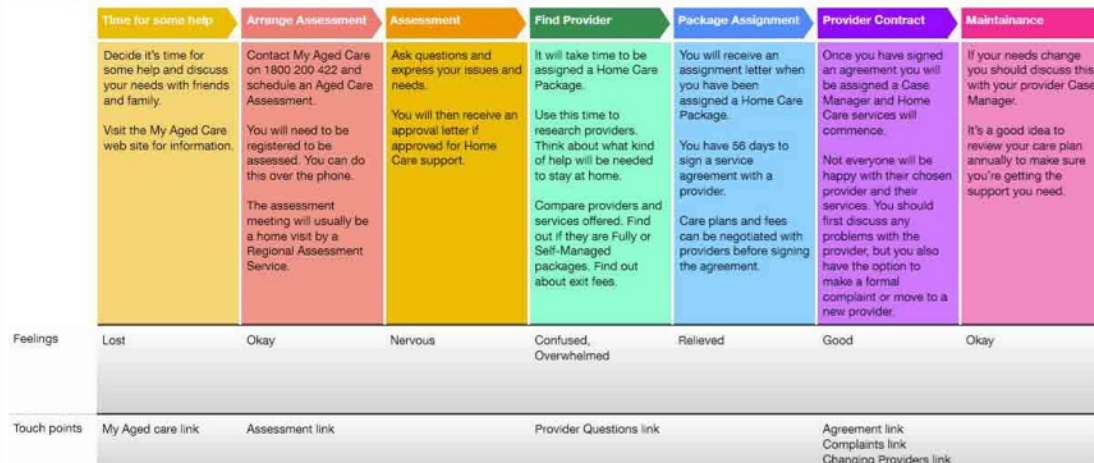 Time for some help
Arrange Assessment
Assessment
Find Provider
Package Assignment
Provider Contract
Maintainance
Decide it's time for
some help and discuss
your needs with friends
and family.
Visit the My Aged Care
web site for information.
Contact My Aged Care
on 1800 200 422 and
schedule an Aged Care
Assessment.
You will need to be
registered to be
assessed. You can do
this over the phone.
The assessment
meeting will usually be
a home visit by a
Regional Assessment
Service.
Ask questions and
express your issues and
needs.
You will then receive an
approval letter if
approved for Home
Care support.
It will take time to be
assigned a Home Care
Package.
Use this time to
research providers.
Think about what kind
of help will be needed
to stay at home.
Compare providers and
services offered. Find
out if they are Fully or
Self-Managed
packages. Find out
about exit fees.
You will receive an
assignment letter when
you have been
assigned a Home Care
Package.
You have 56 days to
sign a service
agreement with a
provider.
Care plans and fees
can be negotiated with
providers before signing
the agreement.
Once you have signed
an agreement you will
be assigned a Case
Manager and Home
Care services will
commence.
Not everyone will be
happy with their chosen
provider and their
services. You should
first discuss any
problems with the
provider, but you also
have the option to
make a formal
complaint or move to a
new provider.
If your needs change
you should discuss this
with your provider Case
Manager.
It's a good idea to
review your care plan
annually to make sure
you're getting the
support you need.
Feelings
Lost
Okay
Nervous
Confused,
Overwhelmed
Relieved
Good
Okay
Touch points
My Aged care link
Assessment link
Provider Questions link
Agreement link
Complaints link
Changing Providers link